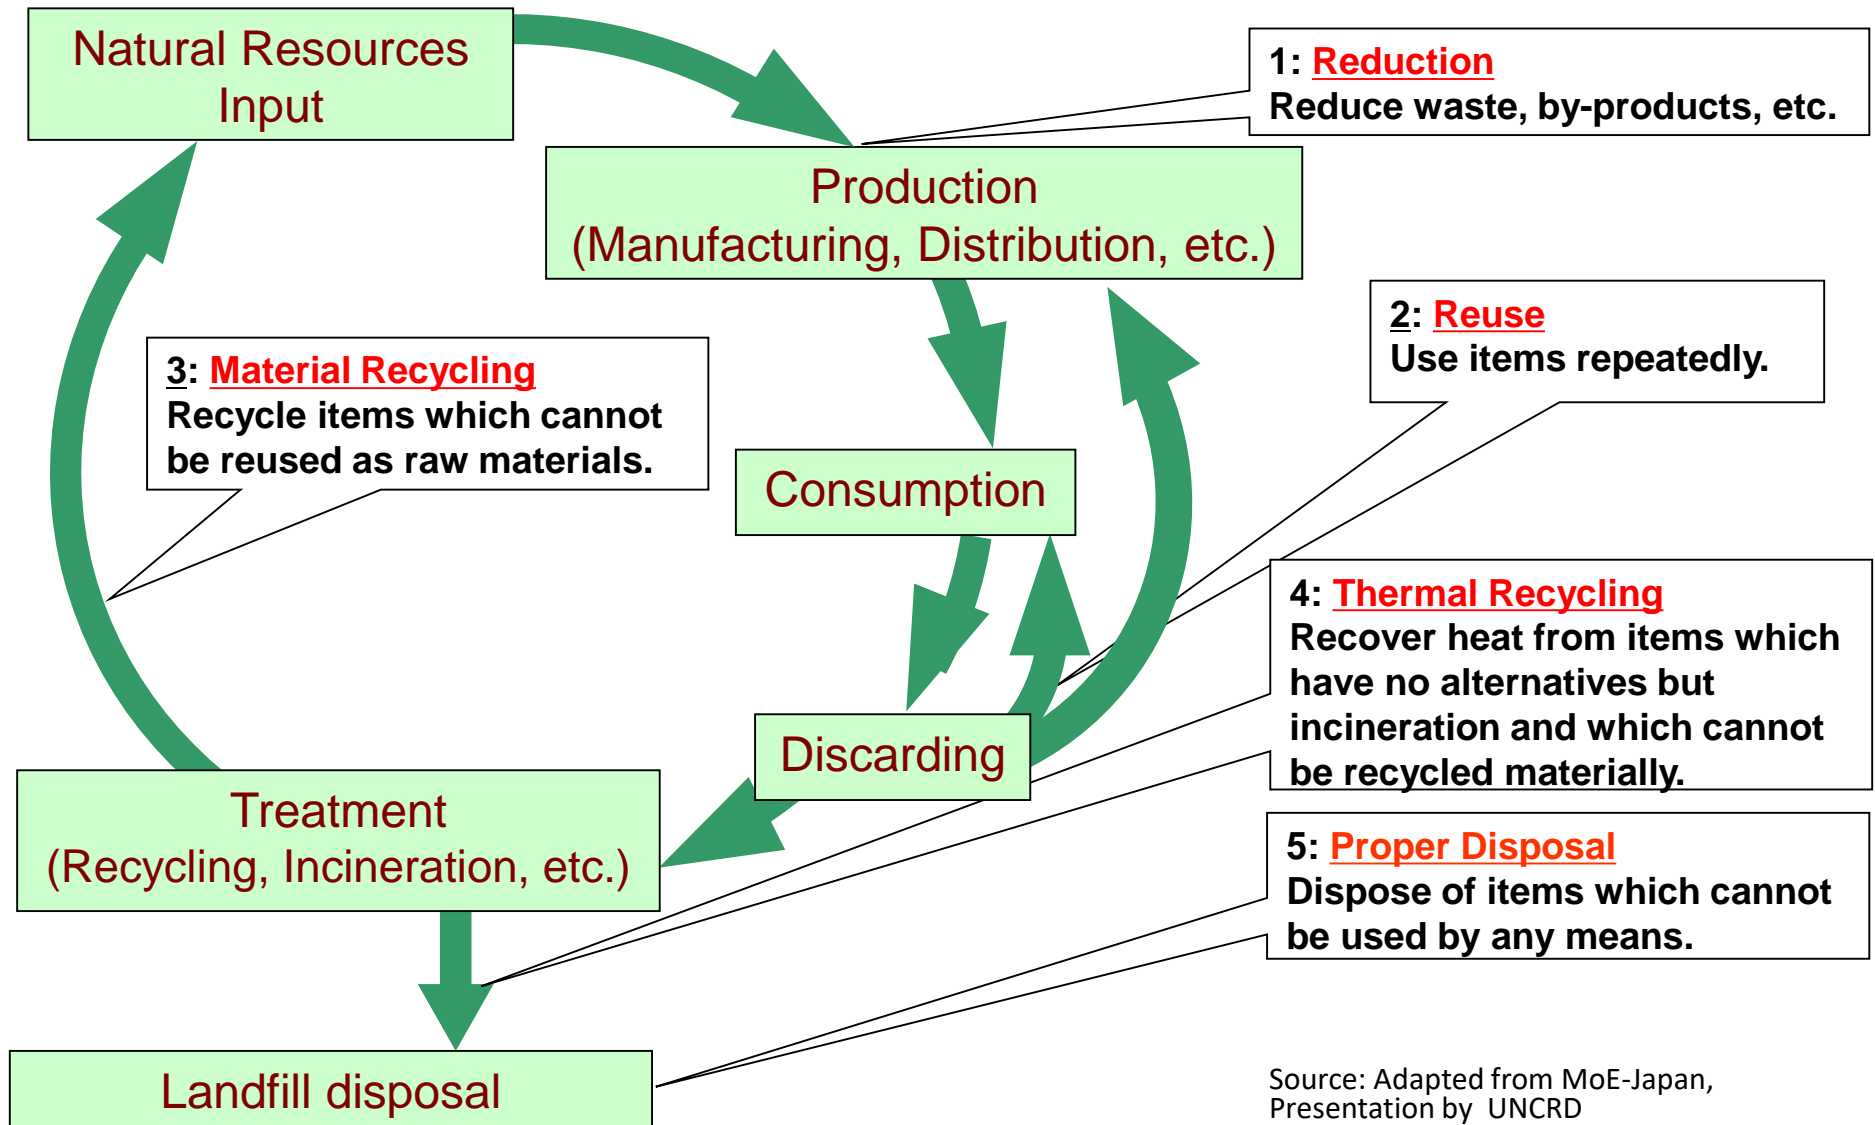 Natural Resources
Input
1: Reduction
Reduce waste, by-products, etc.
Production
(Manufacturing, Distribution, etc.)
2: Reuse
Use items repeatedly.
3: Material Recycling
Recycle items which cannot
be reused as raw materials.
Consumption
4: Thermal Recycling
Recover heat from items which
have no alternatives but
incineration and which cannot
be recycled materially.
Discarding
Treatment
(Recycling, Incineration, etc.)
5: Proper Disposal
Dispose of items which cannot
be used by any means.
Landfill disposal
Source: Adapted from MoE-Japan,
Presentation by UNCRD